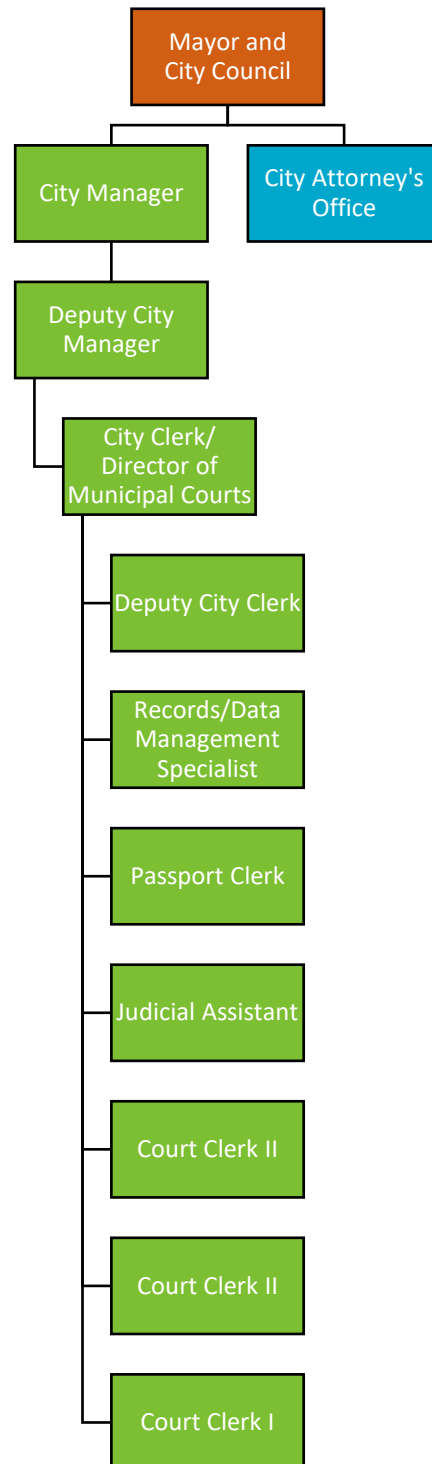 Mayor and
City Council
City Manager
City Attorney's
Office
Deputy City
Manager
City Clerk/
Director of
Municipal Courts
Deputy City Clerk
Records/Data
Management
Specialist
Passport Clerk
Judicial Assistant
Court Clerk II
Court Clerk II
Court Clerk I